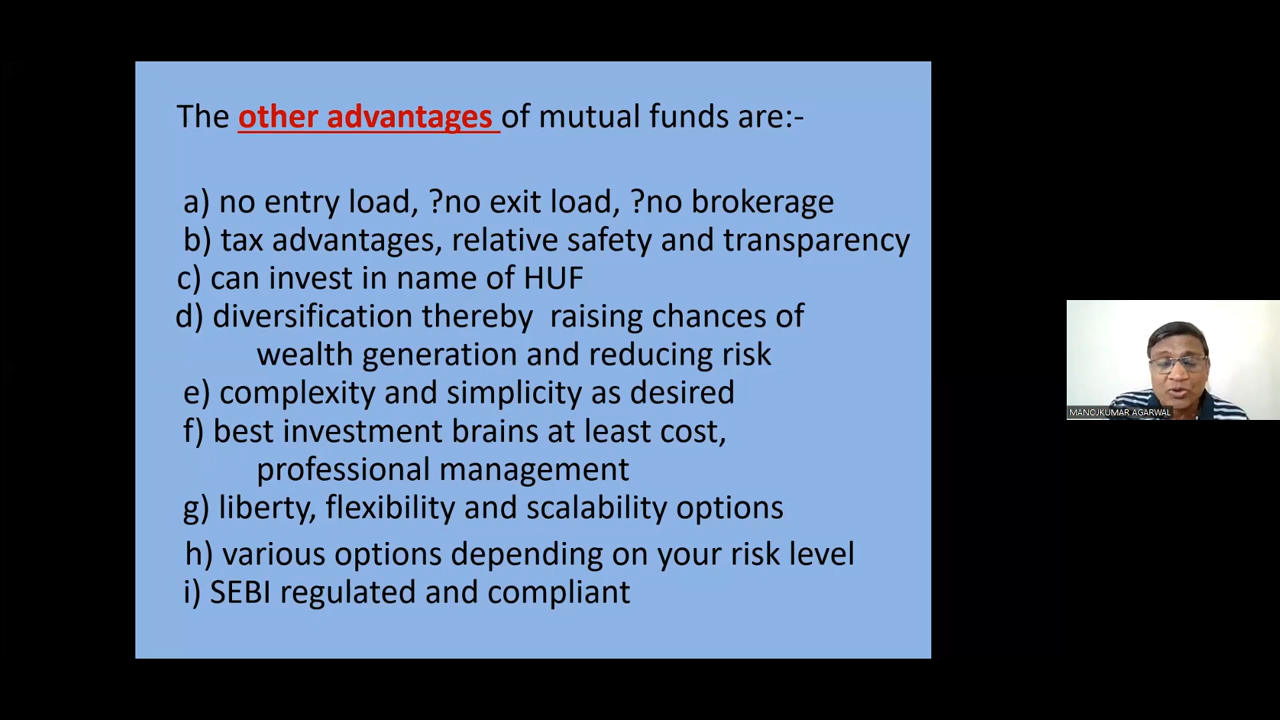 The other advantages of mutual funds are:-
a) no entry load, ?no exit load, ?no brokerage
b) tax advantages, relative safety and transparency
c) can invest in name of HUF
d) diversification thereby  raising chances of
wealth generation and reducing risk
e) complexity and simplicity as desired
f) best investment brains at least cost,
professional management
g) liberty, flexibility and scalability options
h) various options depending on your risk level
i) SEBI regulated and compliant
MANOJKUMAR AGARWAL